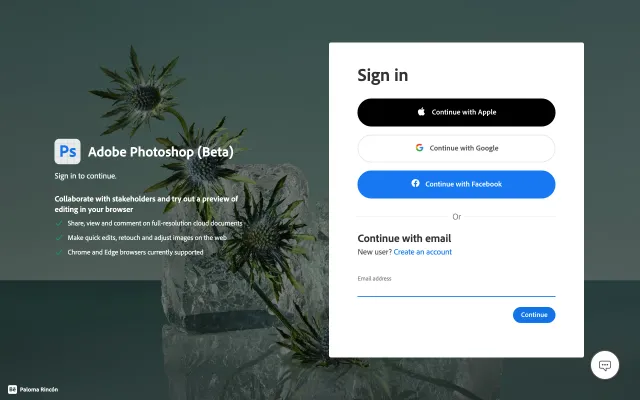 Ps
Adobe Photoshop (Beta)
Sign in to continue.
Collaborate with stakeholders and try out a preview of
editing in your browser
Share, view and comment on full-resolution cloud documents
Make quick edits, retouch and adjust images on the web
Chrome and Edge browsers currently supported
Bē Paloma Rincón
Sign in
Continue with Apple
Continue with Google
Continue with Facebook
Or
Continue with email
New user? Create an account
Email address
Continue